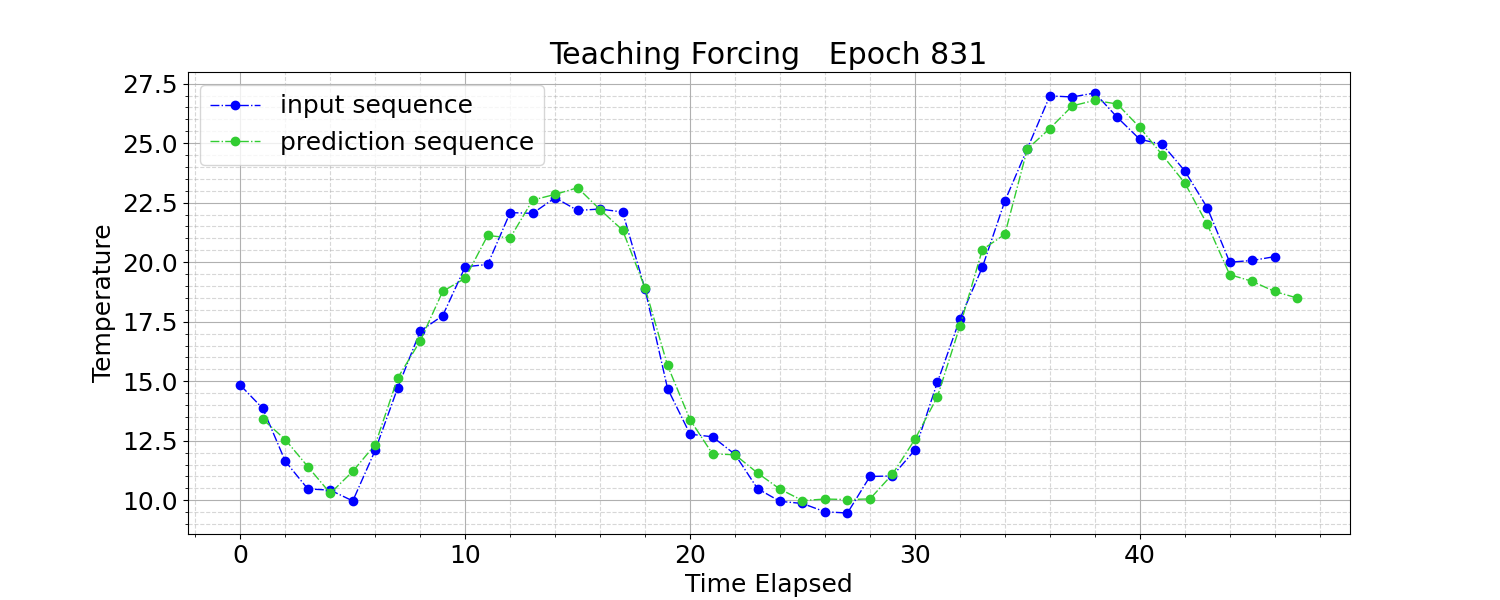 Teaching Forcing   Epoch 831
input sequence
prediction sequence
Temperature
27.5
25.0
22.5
20.0
17.5
15.0
12.5
10.0
0 10 20 30 40
Time Elapsed